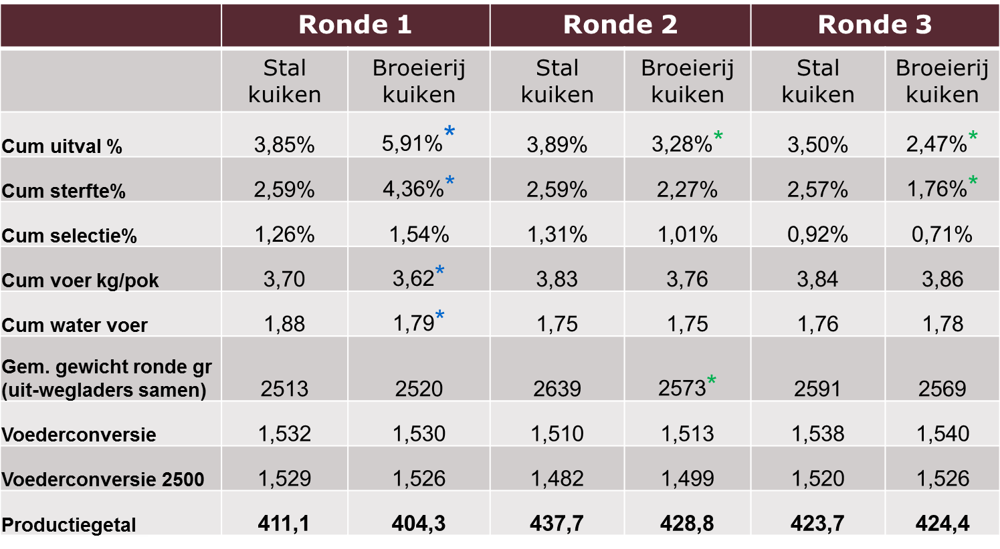 Ronde 1 Ronde 2 Ronde 3
Stal Broeierij Stal Broeierij Stal Broeierij
kuiken kuiken kuiken kuiken kuiken kuiken
Cum uitval % 3,85% 5,91%* 3,89% 3,28%* 3,50% 2,47%*
Cum sterfte% 2,59% 4,36%* 2,59% 2,27% 2,57% 1,76%*
Cum selectie% 1,26% 1,54% 1,31% 1,01% 0,92% 0,71%
Cum voer kg/pok 3,70 3,62* 3,83 3,76 3,84 3,86
Cum water voer 1,88 1,79* 1,75 1,75 1,76 1,78
Gem. gewicht ronde gr
(uit-wegladers samen) 2513 2520 2639 2573* 2591 2569
Voederconversie 1,532 1,530 1,510 1,513 1,538 1,540
Voederconversie 2500 1,529 1,526 1,482 1,499 1,520 1,526
Productiegetal 411,1 404,3 437,7 428,8 423,7 424,4